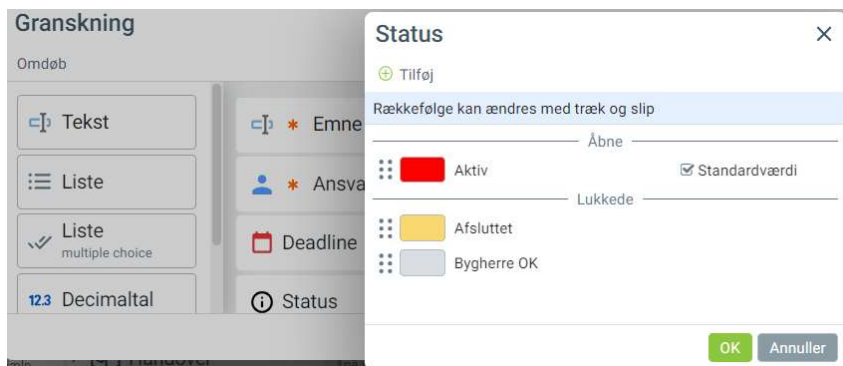 Granskning
Omdøb
Tekst
Liste
Liste
multiple choice
12.3 Decimaltal
* Emne
* Ansva
Deadline
Status
Status
Tilføj
Rækkefølge kan ændres med træk og slip
Åbne
Aktiv
Standardværdi
Lukkede
Afsluttet
Bygherre OK
OK Annuller